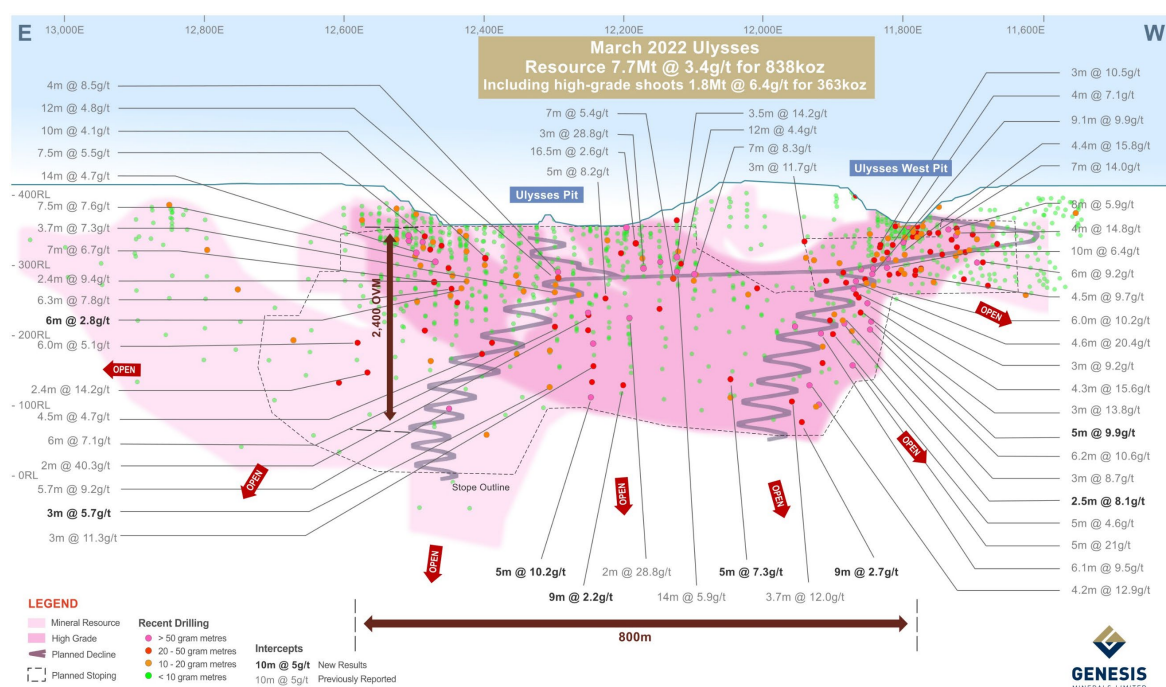 E
13,000E
12,800E
12,600E
12,400E
12,200E
12,000E
11,800E
11,600E
W
March 2022 Ulysses
Resource 7.7Mt @ 3.4g/t for 838koz
Including high-grade shoots 1.8Mt @ 6.4g/t for 363koz
4m @ 8.5g/t
12m @ 4.8g/t
10m @ 4.1g/t
7.5m @ 5.5g/t
14m @ 4.7g/t
7.5m @ 7.6g/t
3.7m @ 7.3g/t
7m @ 6.7g/t
2.4m @ 9.4g/t
6.3m @ 7.8g/t
6m @ 2.8g/t
6.0m @ 5.1g/t
2.4m @ 14.2g/t
4.5m @ 4.7g/t
6m @ 7.1g/t
2m @ 40.3g/t
5.7m @ 9.2g/t
3m @ 5.7g/t
3m @ 11.3g/t
- 400RL
- 300RL
- 200RL
- 100RL
- 0RL
7m @ 5.4g/t
3m @ 28.8g/t
16.5m @ 2.6g/t
5m @ 8.2g/t
3.5m @ 14.2g/t
12m @ 4.4g/t
7m @ 8.3g/t
3m @ 11.7g/t
Ulysses Pit
Ulysses West Pit
3m @ 10.5g/t
4m @ 7.1g/t
9.1m @ 9.9g/t
4.4m @ 15.8g/t
7m @ 14.0g/t
8m @ 5.9g/t
4m @ 14.8g/t
10m @ 6.4g/t
6m @ 9.2g/t
4.5m @ 9.7g/t
6.0m @ 10.2g/t
4.6m @ 20.4g/t
3m @ 9.2g/t
4.3m @ 15.6g/t
3m @ 13.8g/t
5m @ 9.9g/t
6.2m @ 10.6g/t
3m @ 8.7g/t
2.5m @ 8.1g/t
5m @ 4.6g/t
5m @ 21g/t
6.1m @ 9.5g/t
4.2m @ 12.9g/t
2,400 OVM
OPEN
OPEN
OPEN
OPEN
OPEN
OPEN
OPEN
Stope Outline
5m @ 10.2g/t
2m @ 28.8g/t
5m @ 7.3g/t
9m @ 2.7g/t
9m @ 2.2g/t
14m @ 5.9g/t
3.7m @ 12.0g/t
800m
LEGEND
Mineral Resource
High Grade
Planned Decline
Planned Stoping
Recent Drilling
> 50 gram metres
20 - 50 gram metres
10 - 20 gram metres
< 10 gram metres
Intercepts
10m @ 5g/t New Results
10m @ 5g/t Previously Reported
GENESIS
MINERALS LIMITED